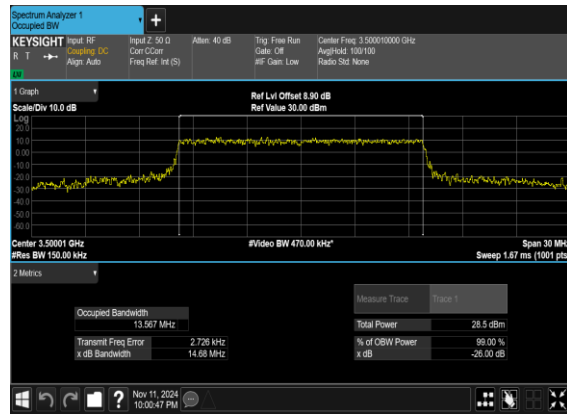 Spectrum Analyzer 1
Occupied BW
+
KEYSIGHT
R T
LXI
Input: RF
Coupling: DC
Align: Auto
Input Z: 50 Ω
Corr CCorr
Freq Ref: Int (S)
Atten: 40 dB
Trig: Free Run
Gate: Off
#IF Gain: Low
Center Freq: 3.500010000 GHz
Avg|Hold: 100/100
Radio Std: None
1 Graph
Scale/Div 10.0 dB
Ref Lvl Offset 8.90 dB
Ref Value 30.00 dBm
Log
20.0
10.0
0.00
-10.0
-20.0
-30.0
-40.0
-50.0
-60.0
Center 3.50001 GHz
#Res BW 150.00 kHz
#Video BW 470.00 kHz*
Span 30 MHz
Sweep 1.67 ms (1001 pts
2 Metrics
Measure Trace
Trace 1
Occupied Bandwidth
13.567 MHz
Total Power
28.5 dBm
Transmit Freq Error
2.726 kHz
% of OBW Power
99.00 %
x dB Bandwidth
14.68 MHz
x dB
-26.00 dB
?
Nov 11, 2024
10:00:47 PM